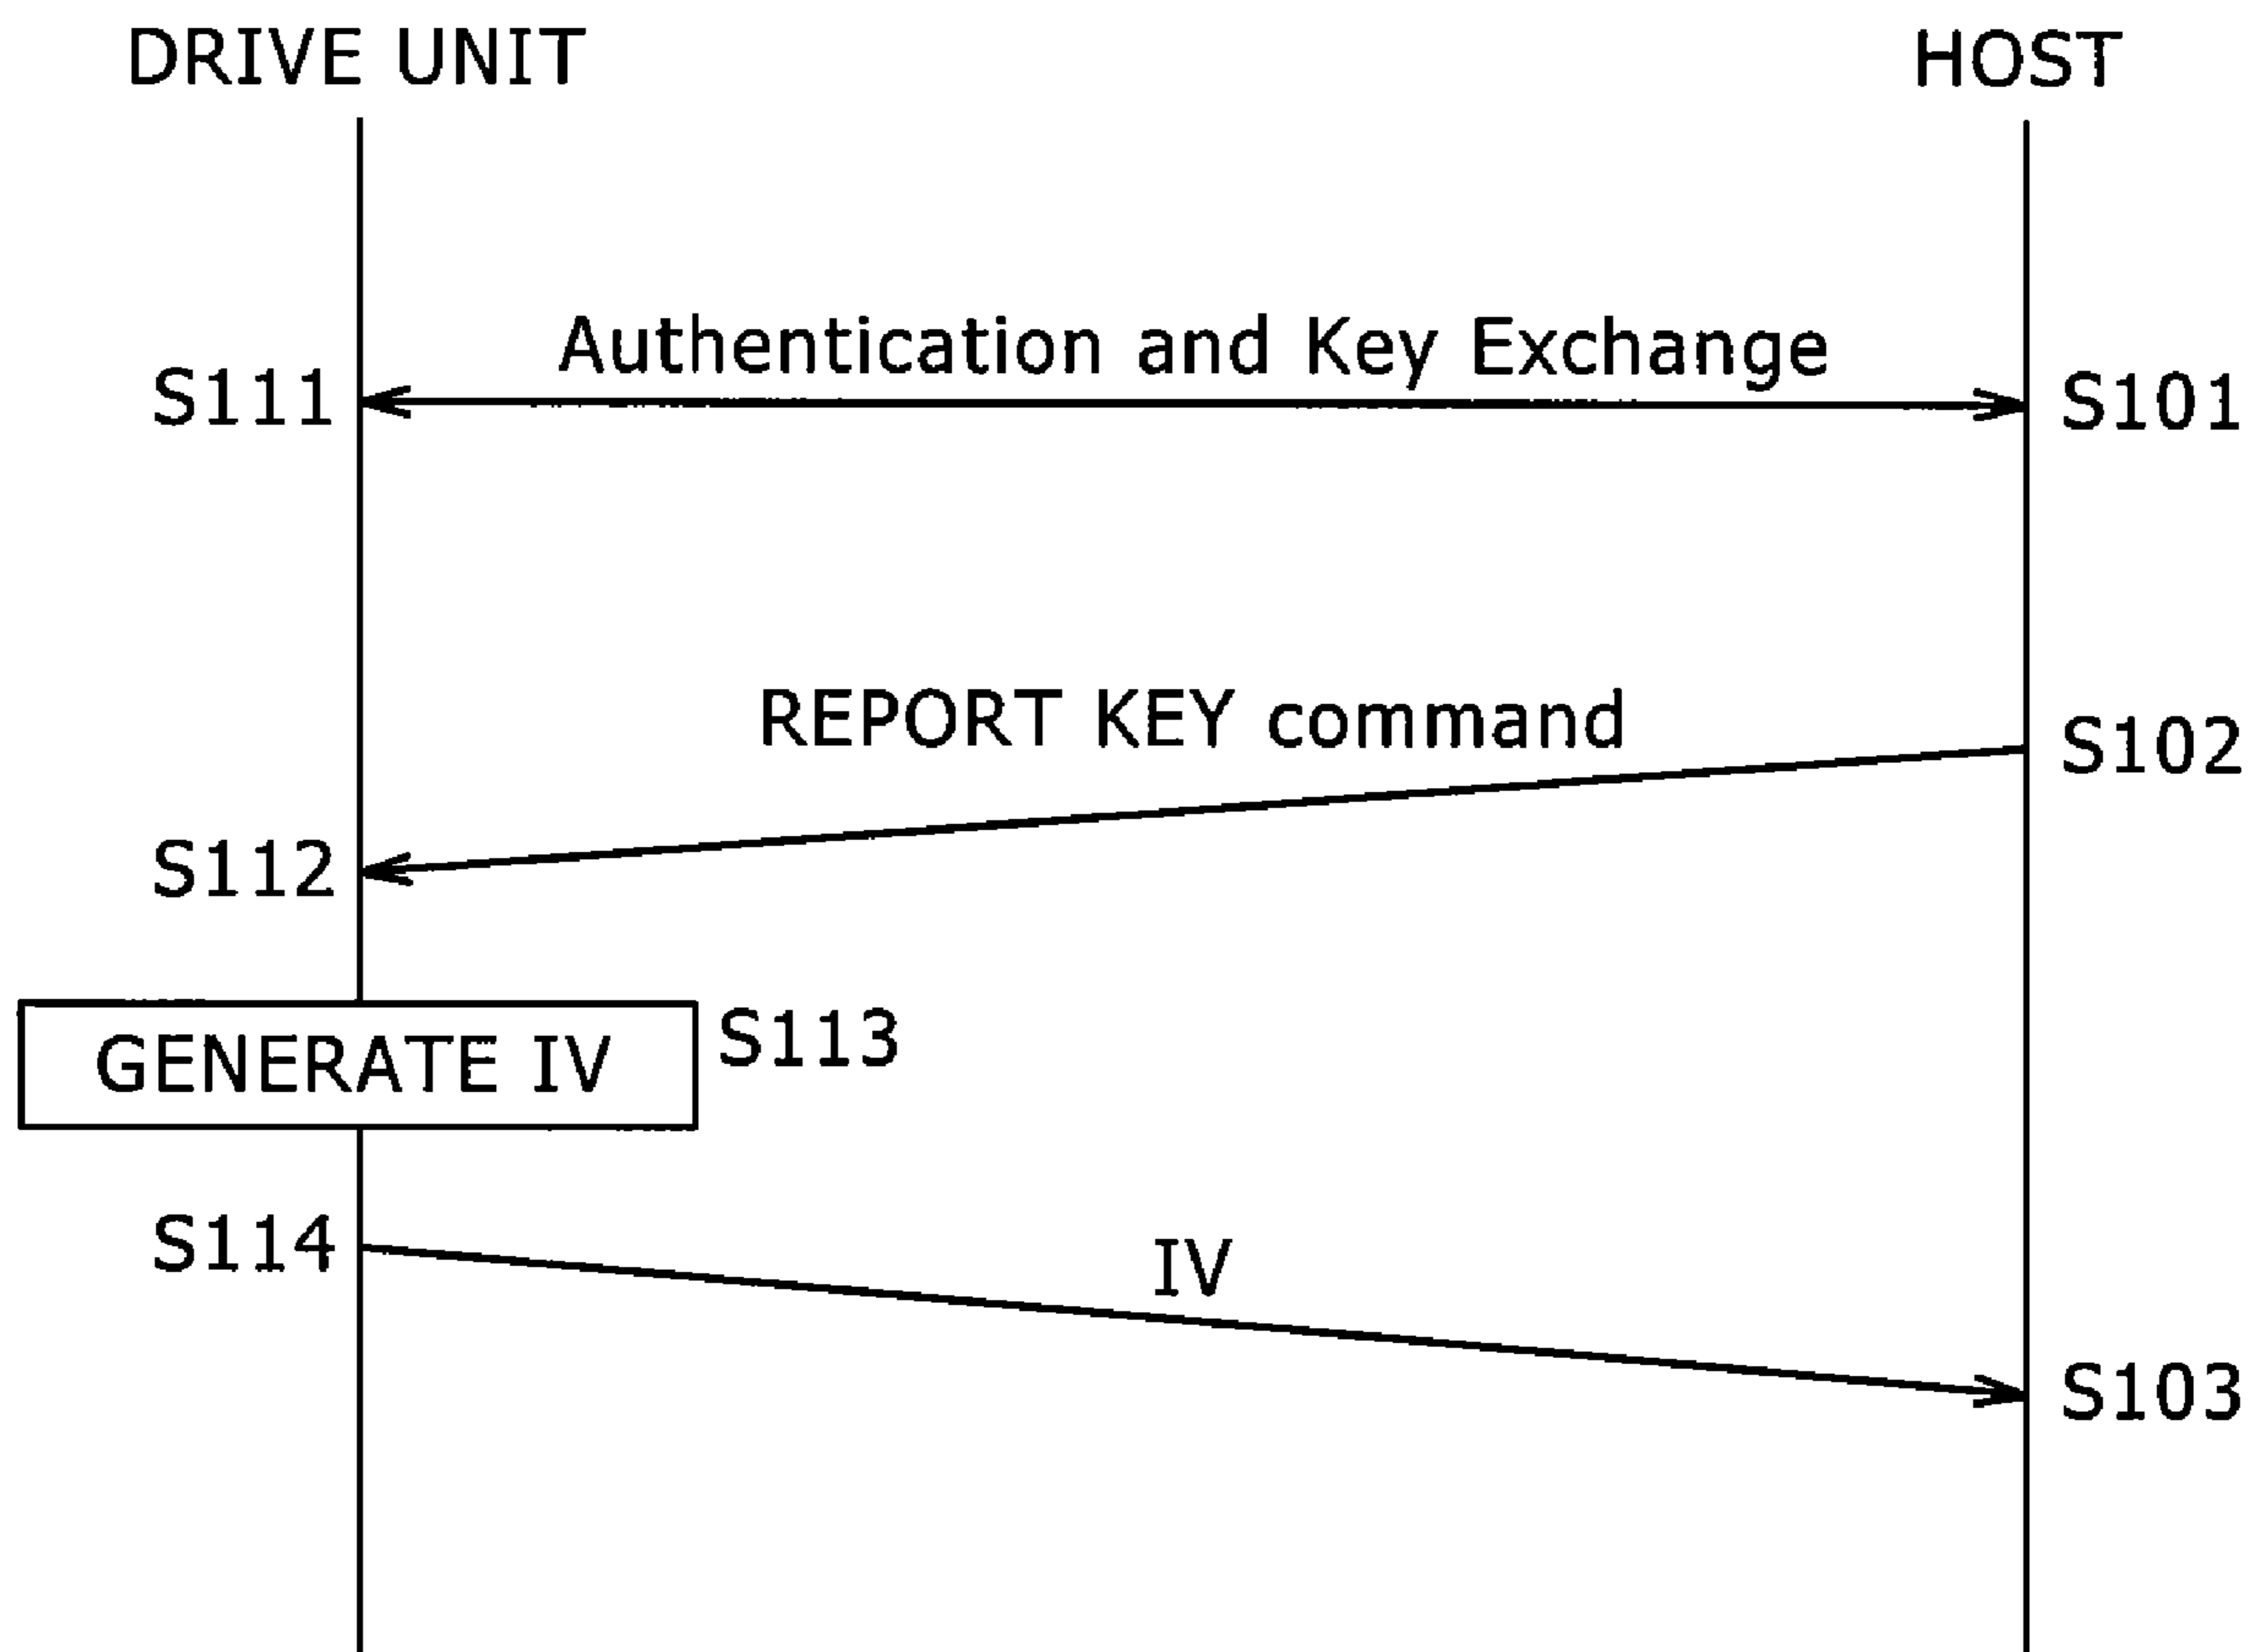 DRIVE UNIT
HOST
Authentication and Key Exchange
S111
S101
REPORT KEY command
S102
S112
GENERATE IV
S113
S114
IV
S103